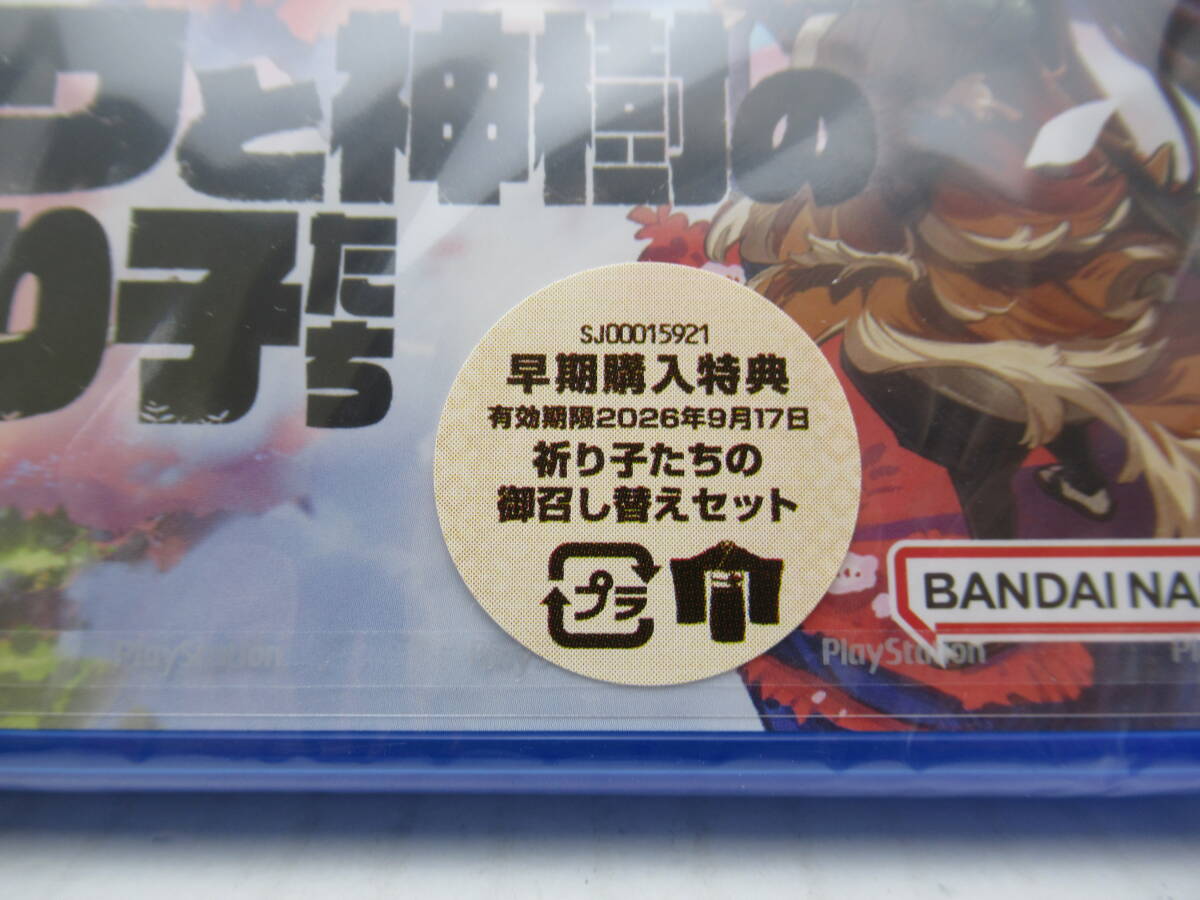 と神楼の
り子たち
SJ00015921
早期購入特典
有効期限2026年9月17日
祈り子たちの
御召し替えセット
プラ
BANDAI NA
PlayStation
PlayStation